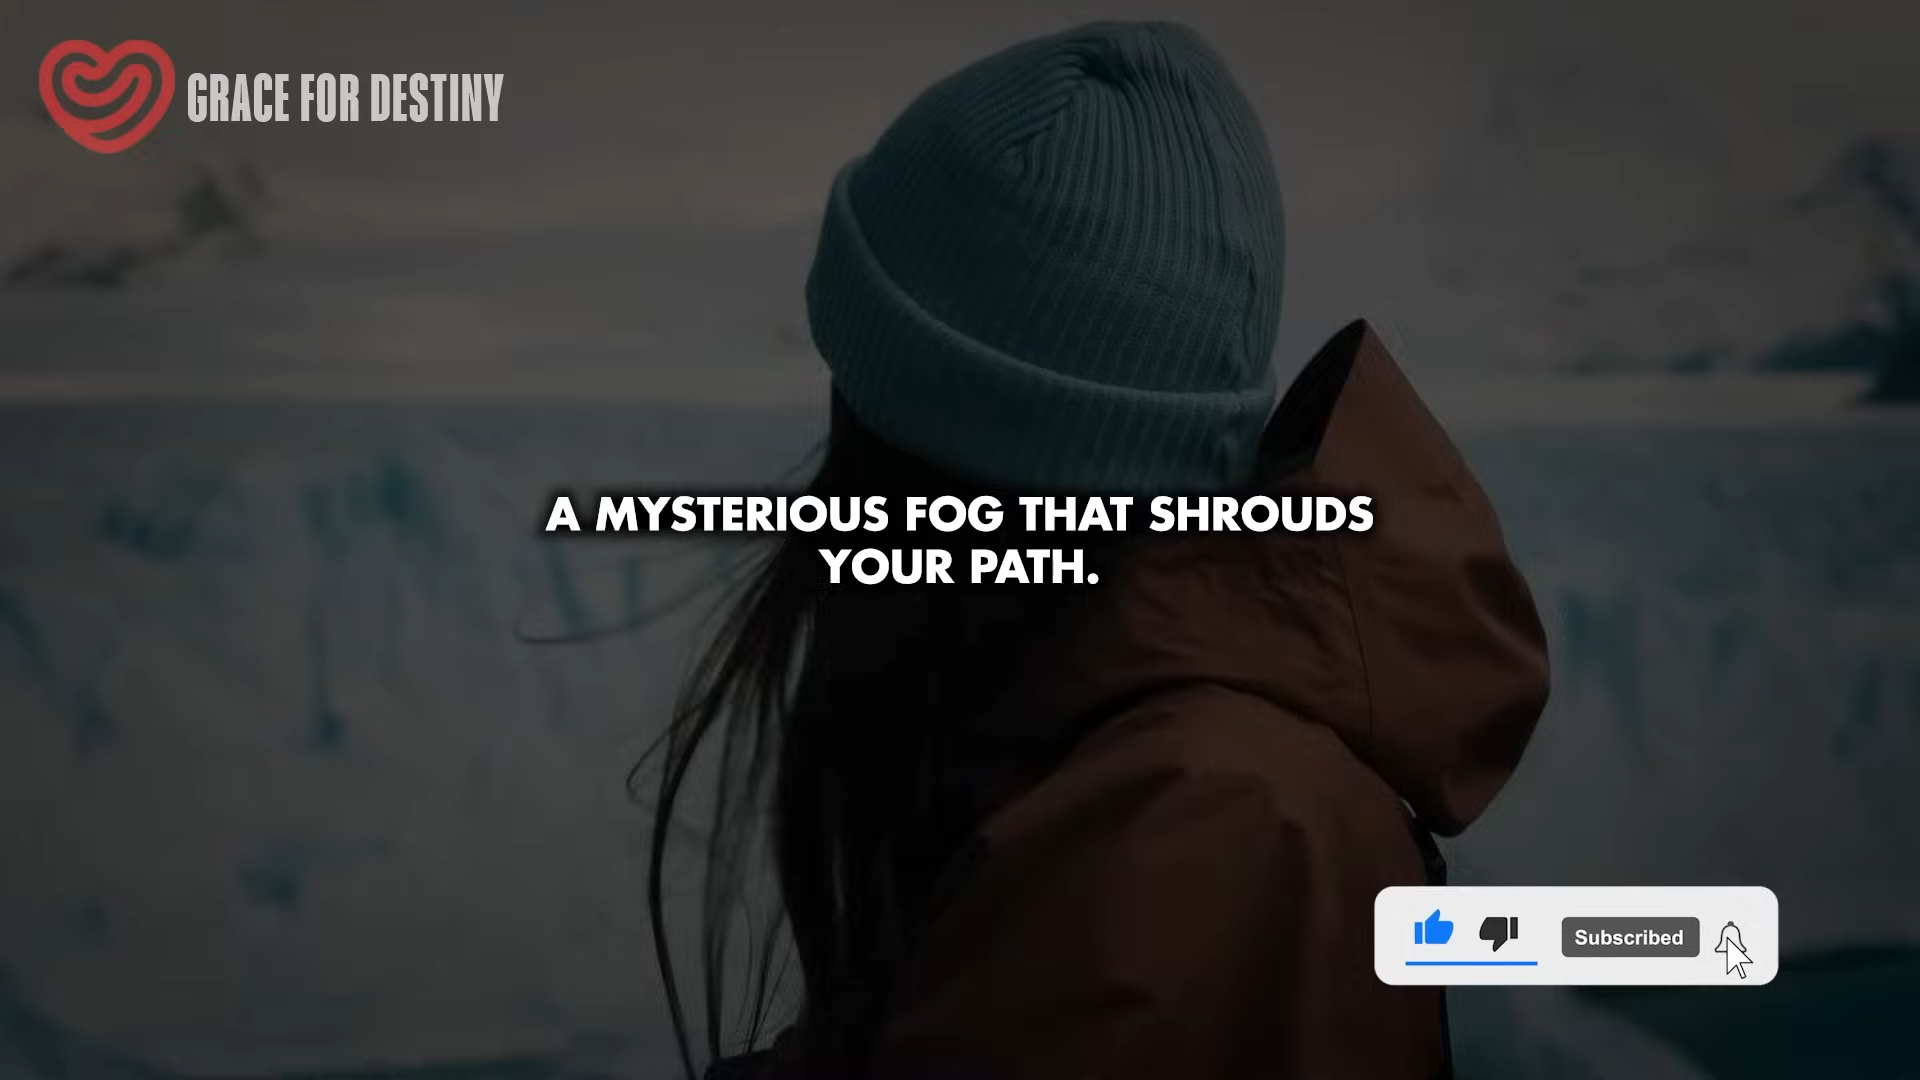 GRACE FOR DESTINY
A MYSTERIOUS FOG THAT SHROUDS
YOUR PATH.
Subscribed